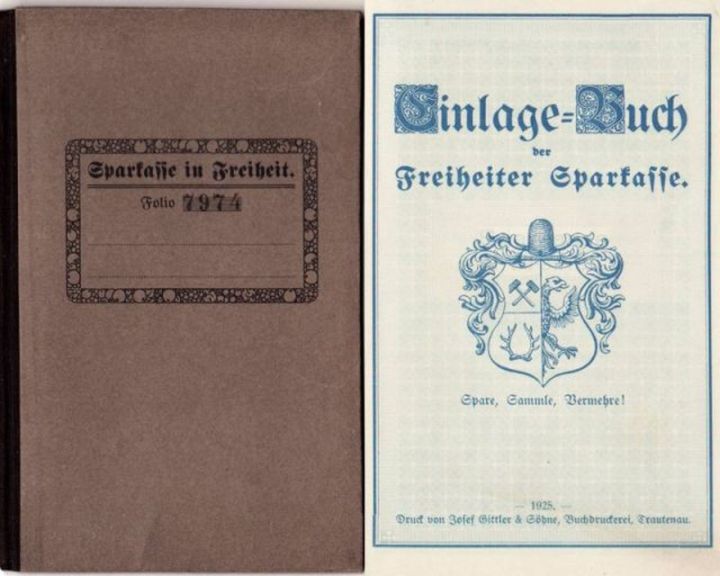 Sparkasse in Freiheit.
Folio 7974
Einlage=Buch
der
Freiheiter Sparkasse.
Spare, Sammle, Vermehre!
— 1925. —
Druck von Josef Gittler & Söhne, Buchdruckerei, Trautenau.